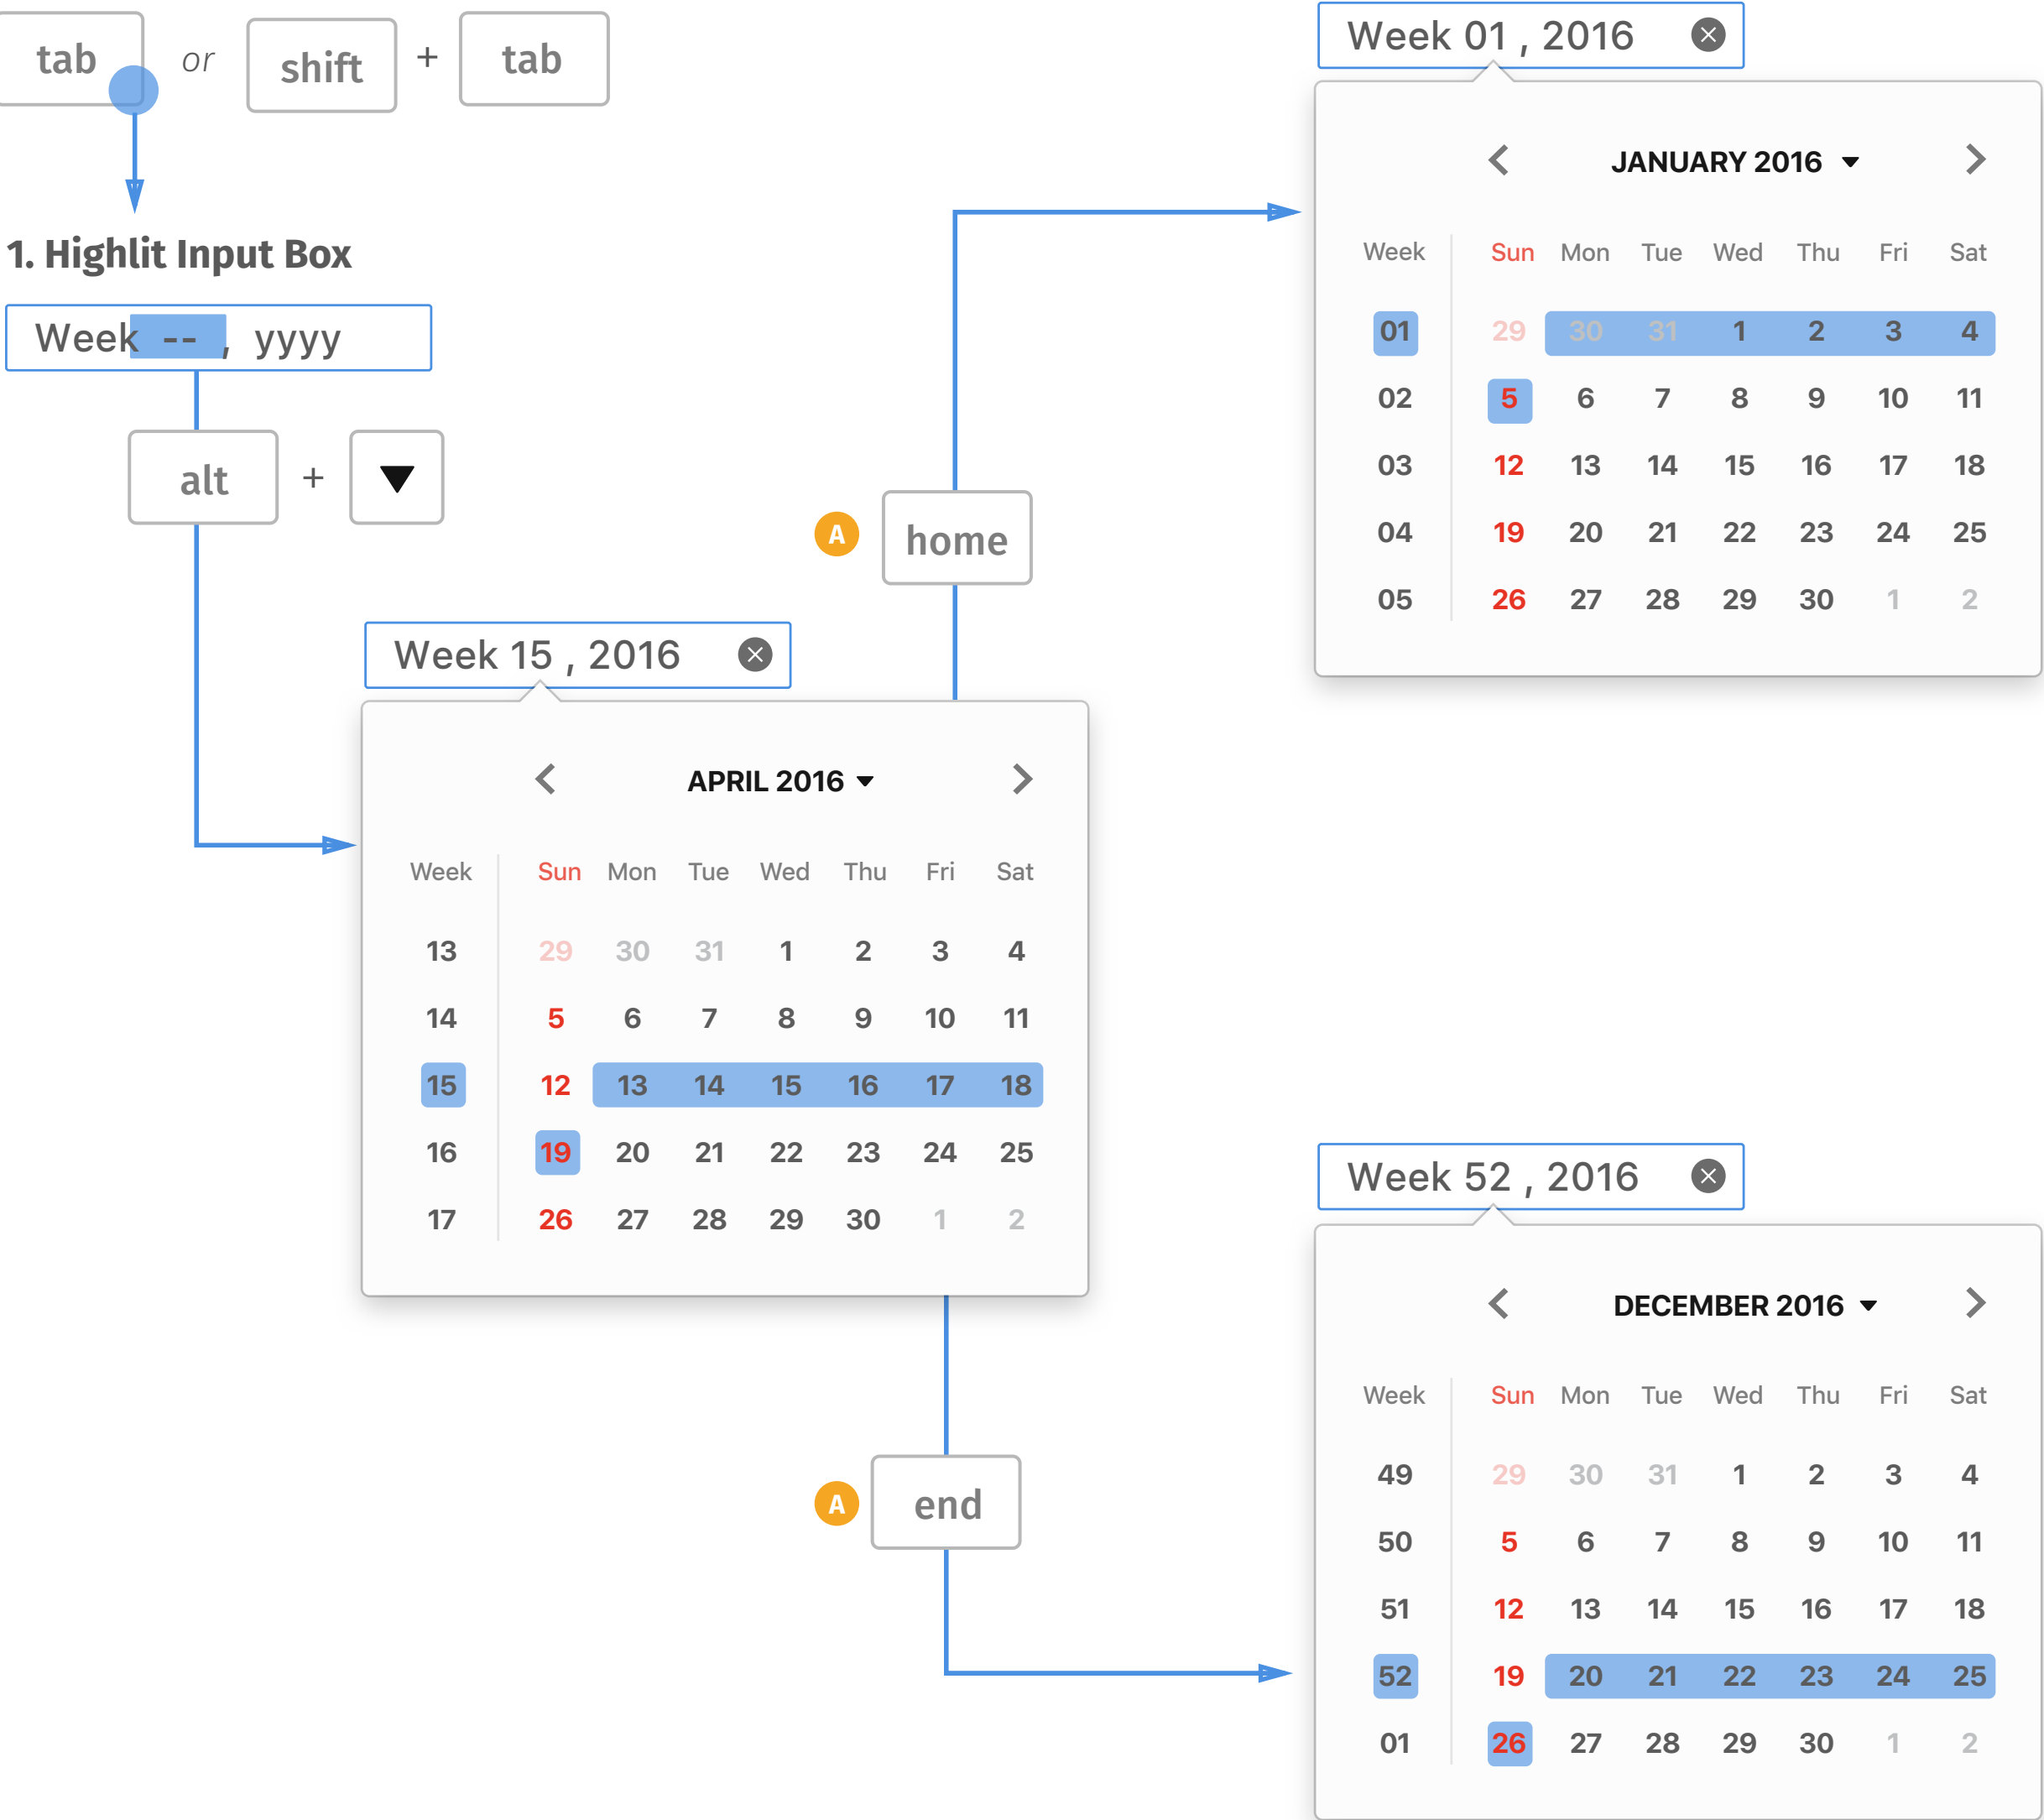 tab or shift + tab
1. Highlit Input Box
Week -- , yyyy
alt + ▼
Week 15 , 2016
APRIL 2016
Week Sun Mon Tue Wed Thu Fri Sat
13 29 30 31 1 2 3 4
14 5 6 7 8 9 10 11
15 12 13 14 15 16 17 18
16 19 20 21 22 23 24 25
17 26 27 28 29 30 1 2
A home
Week 01 , 2016
JANUARY 2016
Week Sun Mon Tue Wed Thu Fri Sat
01 29 30 31 1 2 3 4
02 5 6 7 8 9 10 11
03 12 13 14 15 16 17 18
04 19 20 21 22 23 24 25
05 26 27 28 29 30 1 2
A end
Week 52 , 2016
DECEMBER 2016
Week Sun Mon Tue Wed Thu Fri Sat
49 29 30 31 1 2 3 4
50 5 6 7 8 9 10 11
51 12 13 14 15 16 17 18
52 19 20 21 22 23 24 25
01 26 27 28 29 30 1 2